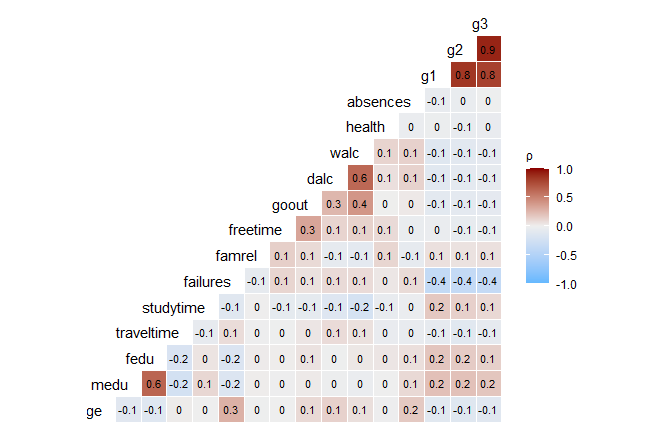 g3
g2 0.9
g1 0.8 0.8
absences -0.1 0 0
health 0 0 -0.1 -0.1
walc 0.1 0.1 -0.1 -0.1 -0.1
dalc 0.6 0.1 0.1 -0.1 -0.1 -0.1
goout 0.3 0.4 0 0 -0.1 -0.1 -0.1
freetime 0.3 0.1 0.1 0.1 0 0 -0.1 -0.1
famrel 0.1 0.1 -0.1 -0.1 0.1 -0.1 0.1 0.1 0.1
failures -0.1 0.1 0.1 0.1 0.1 0 0.1 -0.4 -0.4 -0.4
studytime -0.1 0 -0.1 -0.1 -0.1 -0.2 -0.1 0 0.2 0.1 0.1
traveltime -0.1 0.1 0 0 0 0.1 0.1 0 0 -0.1 -0.1 -0.1
fedu -0.2 0 -0.2 0 0 0.1 0 0 0 0.1 0.2 0.2 0.1
medu 0.6 -0.2 0.1 -0.2 0 0 0 0 0 0 0.1 0.2 0.2 0.2
ge -0.1 -0.1 0 0 0.3 0 0 0.1 0.1 0.1 0 0.2 -0.1 -0.1 -0.1
ρ
1.0
0.5
0.0
-0.5
-1.0